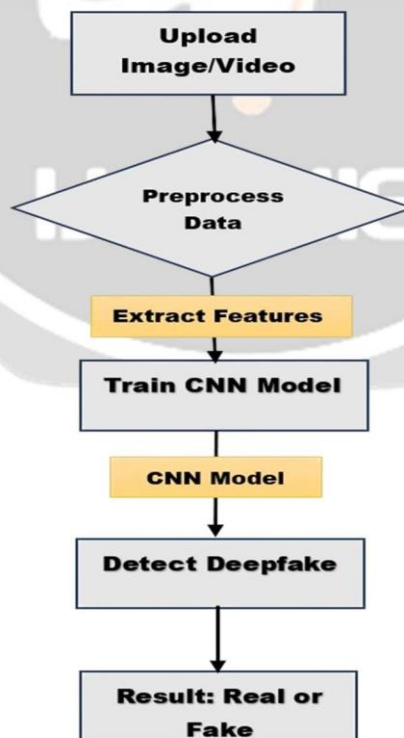 Upload
Image/Video
Preprocess
Data
Extract Features
Train CNN Model
CNN Model
Detect Deepfake
Result: Real or
Fake